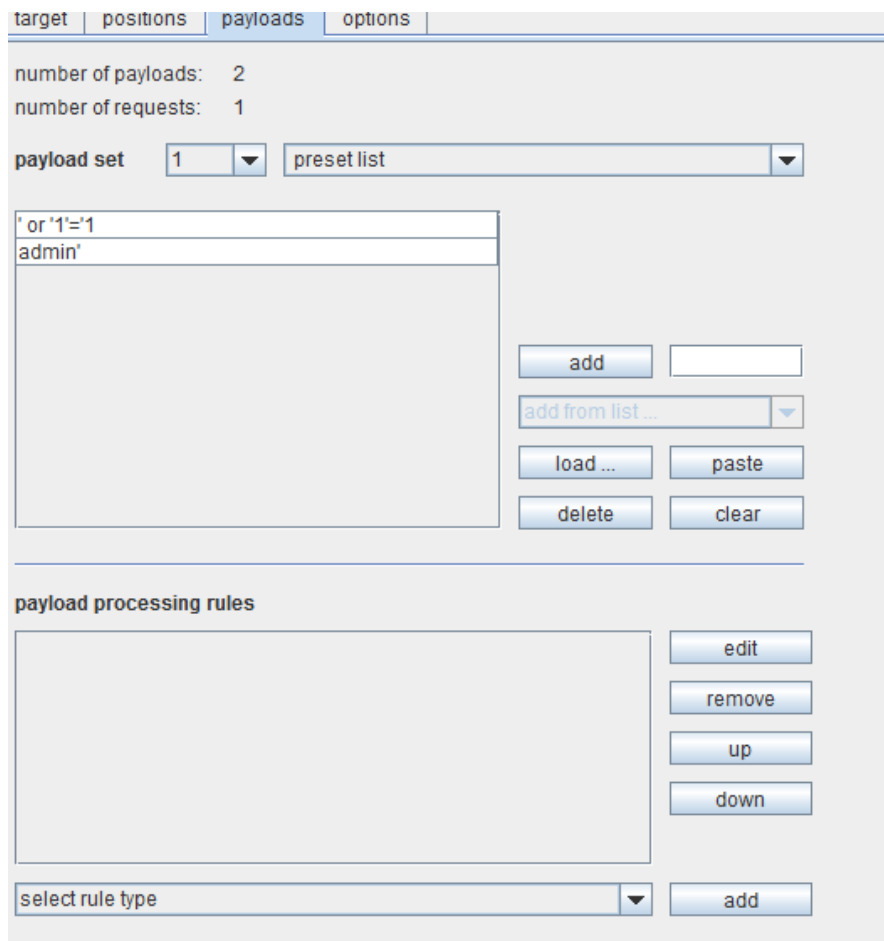 target positions payloads options
number of payloads: 2
number of requests: 1
payload set 1 preset list
' or '1'='1
admin'
add
add from list ...
load ... paste
delete clear
payload processing rules
edit
remove
up
down
select rule type add